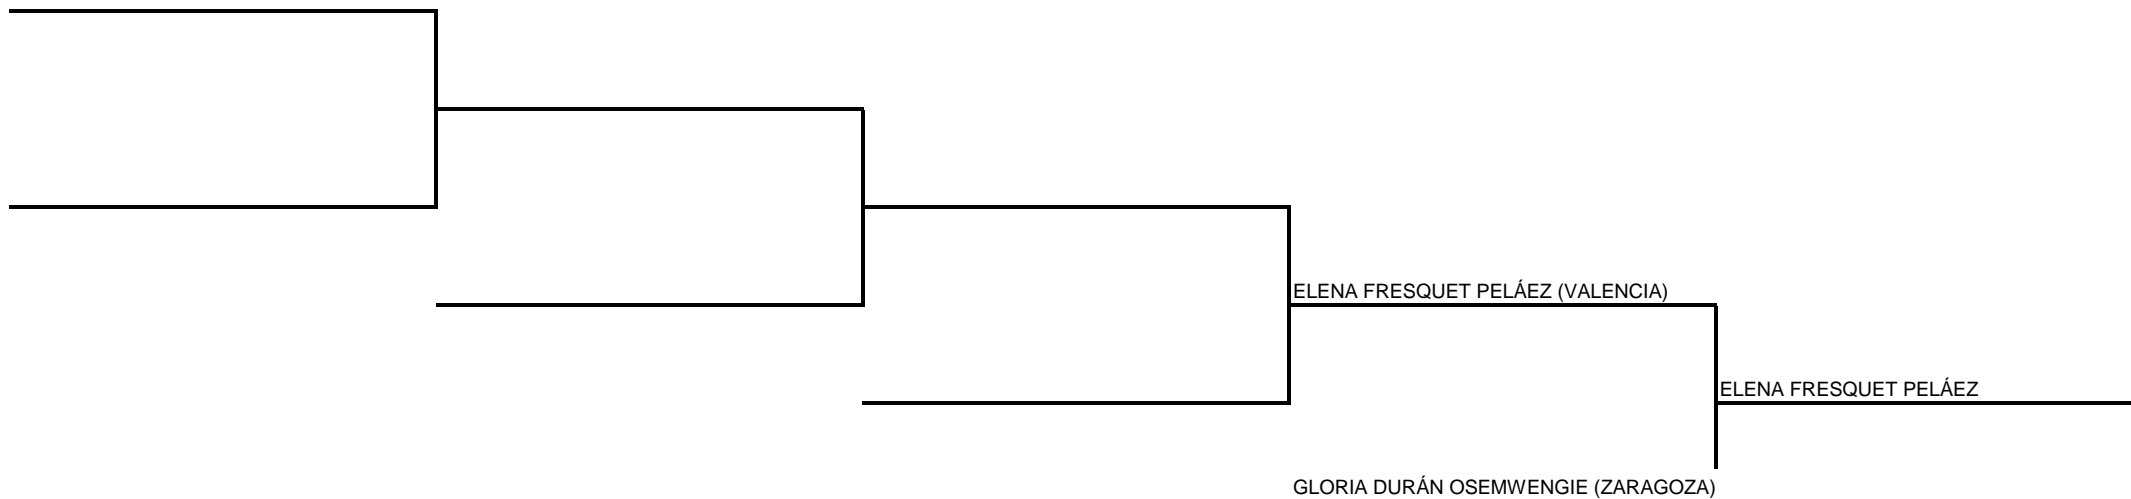 ELENA FRESQUET PELÁEZ (VALENCIA)
ELENA FRESQUET PELÁEZ
GLORIA DURÁN OSEMWENGIE (ZARAGOZA)